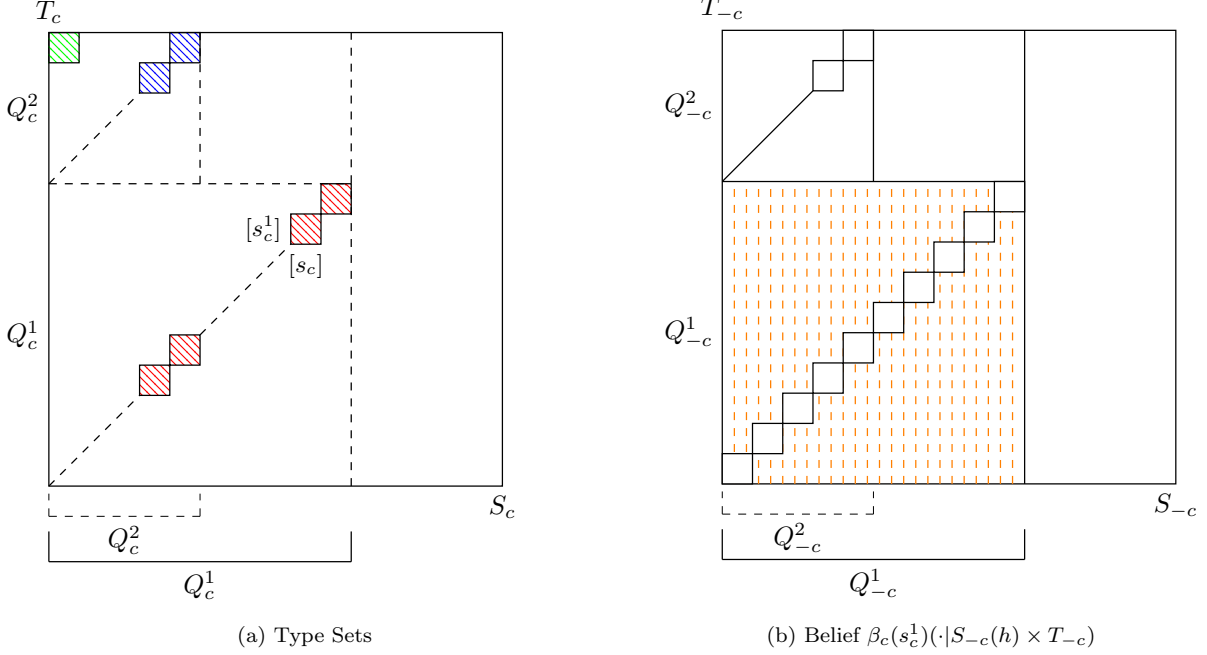 T_c
Q_c^2
[s_c^1]
[s_c]
Q_c^1
S_c
Q_c^2
Q_c^1
(a) Type Sets
T_{-c}
Q_{-c}^2
Q_{-c}^1
S_{-c}
Q_{-c}^2
Q_{-c}^1
(b) Belief β_c(s_c^1)(·|S_{-c}(h) × T_{-c})